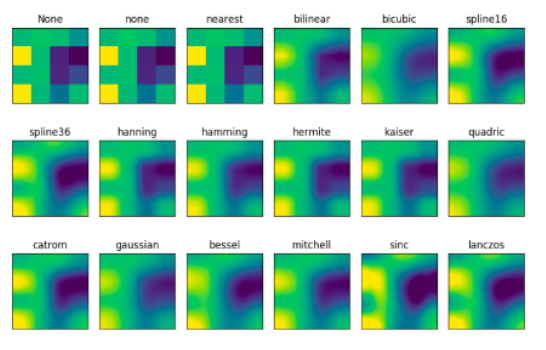 None none nearest bilinear bicubic spline16
spline36 hanning hamming hermite kaiser quadric
catrom gaussian bessel mitchell sinc lanczos